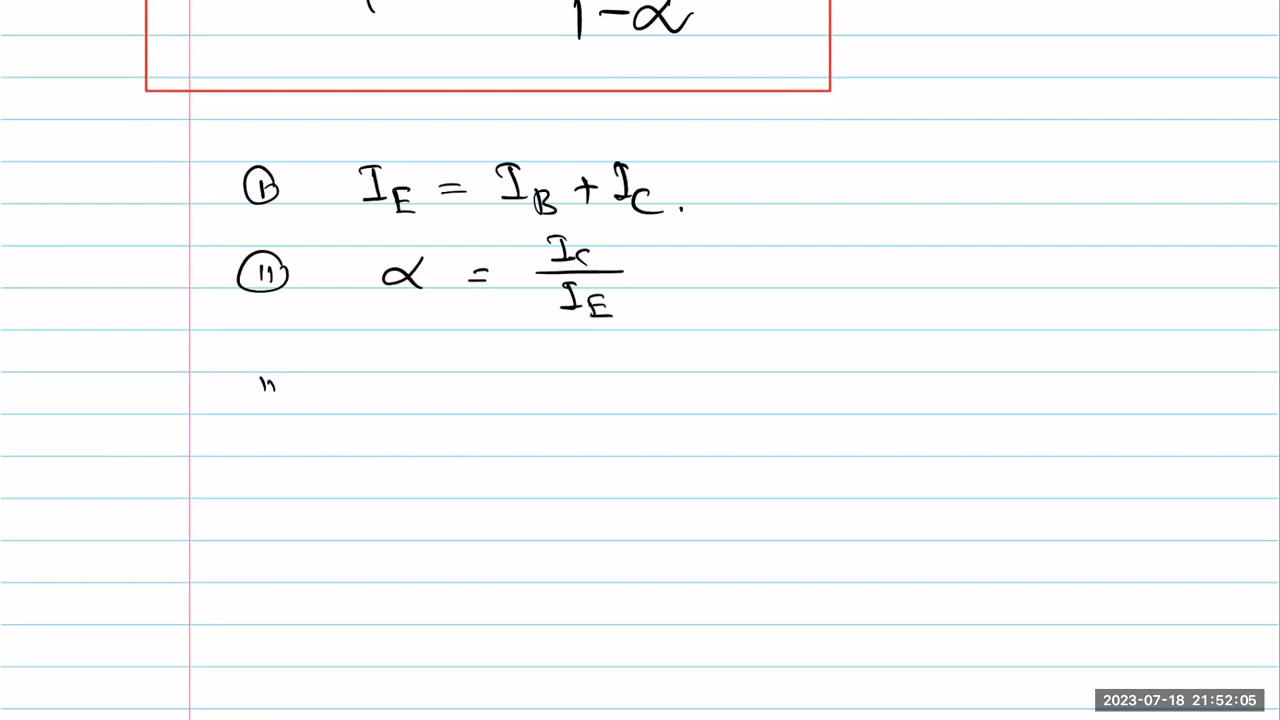 1-α
(i) I_E = I_B + I_C.
(ii) α = I_C / I_E
"
2023-07-18 21:52:05